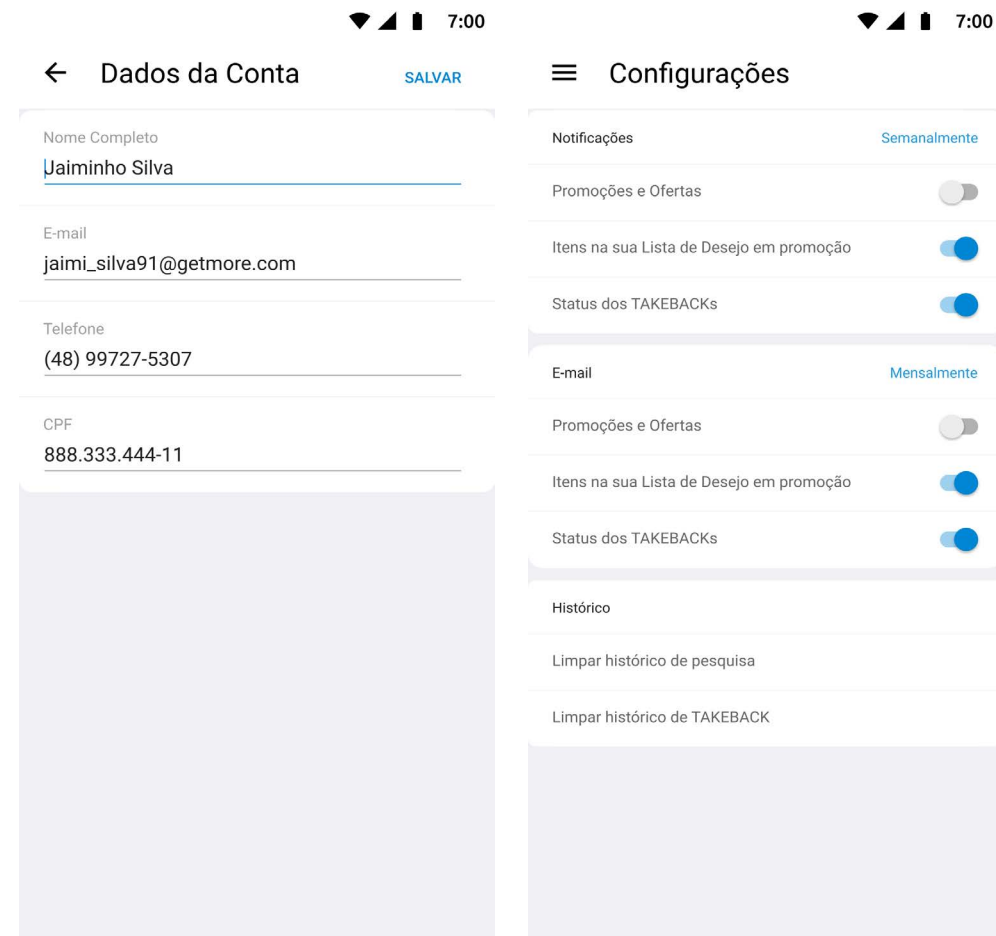 7:00
Dados da Conta SALVAR
Nome Completo
Jaiminho Silva
E-mail
jaimi_silva91@getmore.com
Telefone
(48) 99727-5307
CPF
888.333.444-11
7:00
Configurações
Notificações Semanalmente
Promoções e Ofertas
Itens na sua Lista de Desejo em promoção
Status dos TAKEBACKs
E-mail Mensalmente
Promoções e Ofertas
Itens na sua Lista de Desejo em promoção
Status dos TAKEBACKs
Histórico
Limpar histórico de pesquisa
Limpar histórico de TAKEBACK